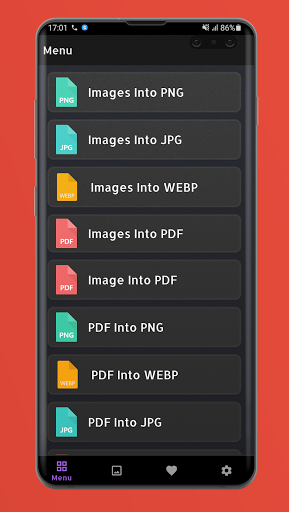 17:01
86%
Menu
PNG
Images Into PNG
JPG
Images Into JPG
WEBP
Images Into WEBP
PDF
Images Into PDF
PDF
Image Into PDF
PNG
PDF Into PNG
WEBP
PDF Into WEBP
JPG
PDF Into JPG
Menu